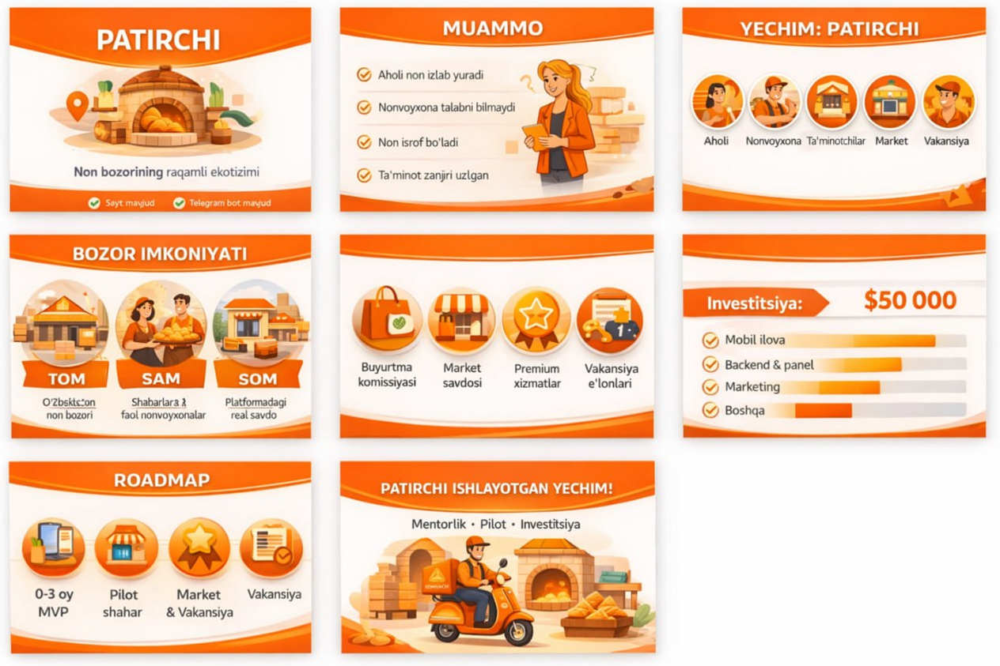 PATIRCHI
Non bozorining raqamli ekotizimi
Sayt mavjud
Telegram bot mavjud
MUAMMO
Aholi non izlab yuradi
Nonvoyxona talabni bilmaydi
Non isrof bo'ladi
Ta'minot zanjiri uzlgan
YECHIM: PATIRCHI
Aholi
Nonvoyxona
Ta'minotchilar
Market
Vakansiya
BOZOR IMKONIYATI
TOM
non bozori
SAM
faol nonvoyxonalar
SOM
Platformadagi
real savdo
Buyurtma
komissiyasi
Market
savdosi
Premium
xizmatlar
1
Vakansiya
e'lonlari
Investitsiya:
$50 000
Mobil ilova
Backend & panel
Marketing
Boshqa
ROADMAP
0-3 oy
MVP
Pilot
shahar
Market
& Vakansiya
Vakansiya
PATIRCHI ISHLAYOTGAN YECHIM!
Mentorlik • Pilot • Investitsiya